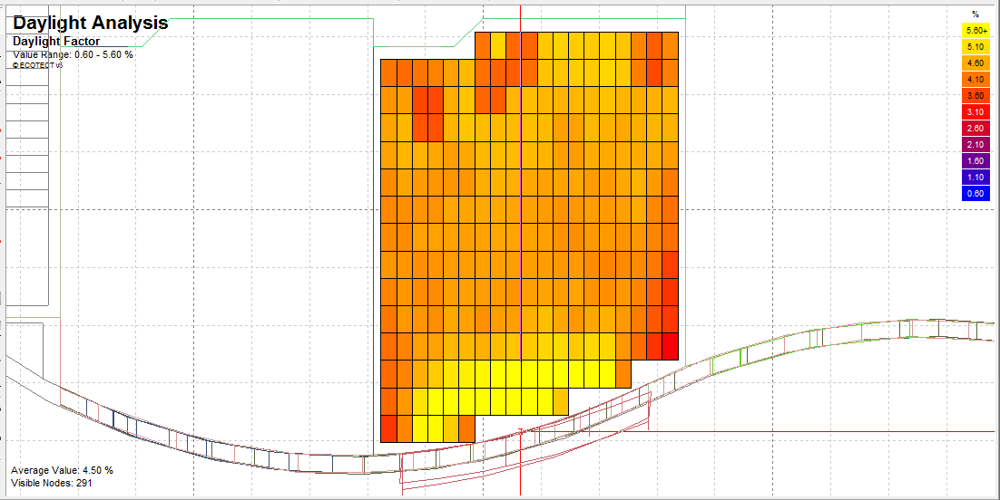 Daylight Analysis
Daylight Factor
Value Range: 0.60 - 5.60 %
© ECOTECT v5
%
5.60+
5.10
4.60
4.10
3.60
3.10
2.60
2.10
1.60
1.10
0.60
Average Value: 4.50 %
Visible Nodes: 291